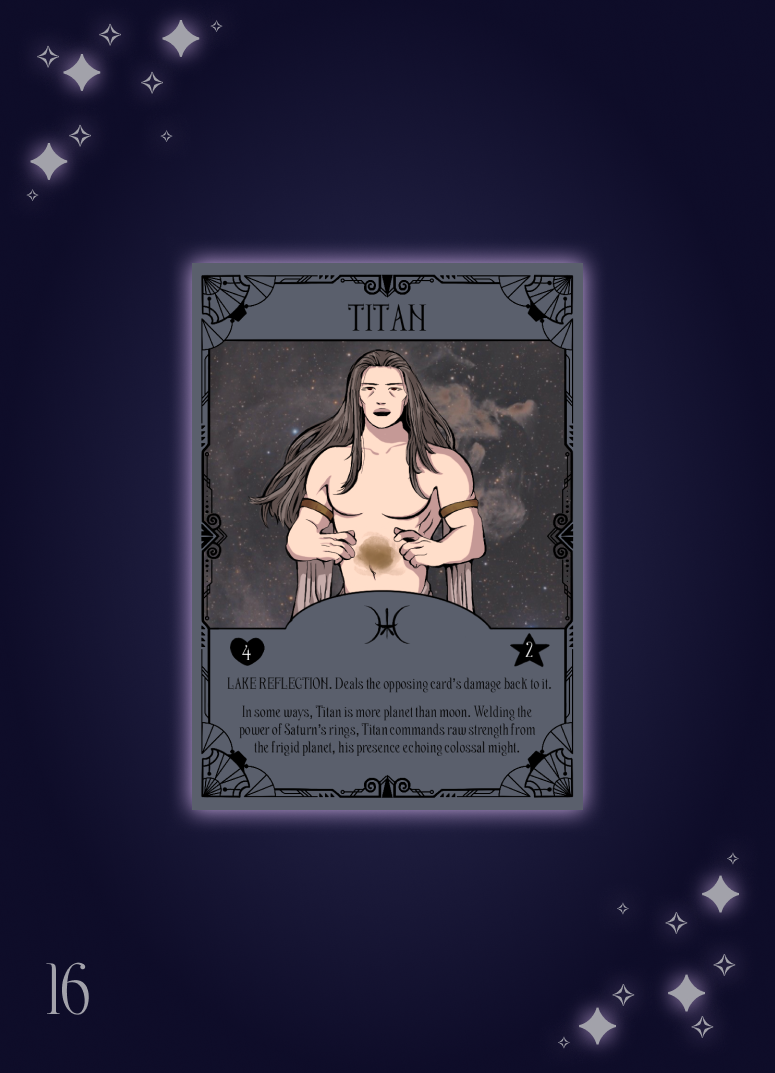 TITAN
4
2
LAKE REFLECTION. Deals the opposing card's damage back to it.
In some ways, Titan is more planet than moon. Welding the
power of Saturn's rings, Titan commands raw strength from
the frigid planet, his presence echoing colossal might.
16